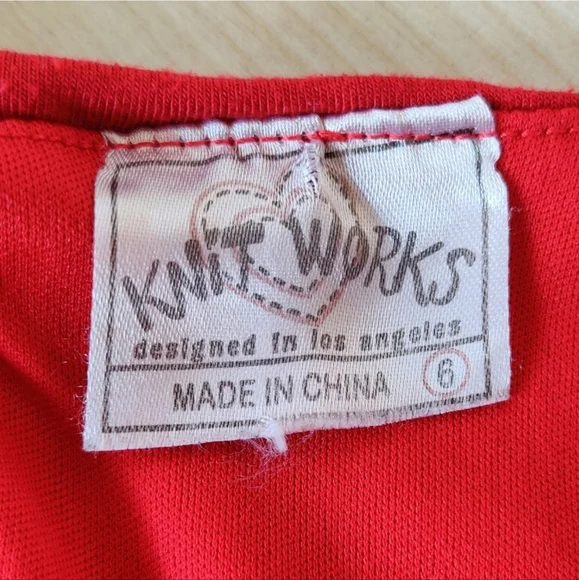 KNiT WORKS
designed in los angeles
MADE IN CHINA 6